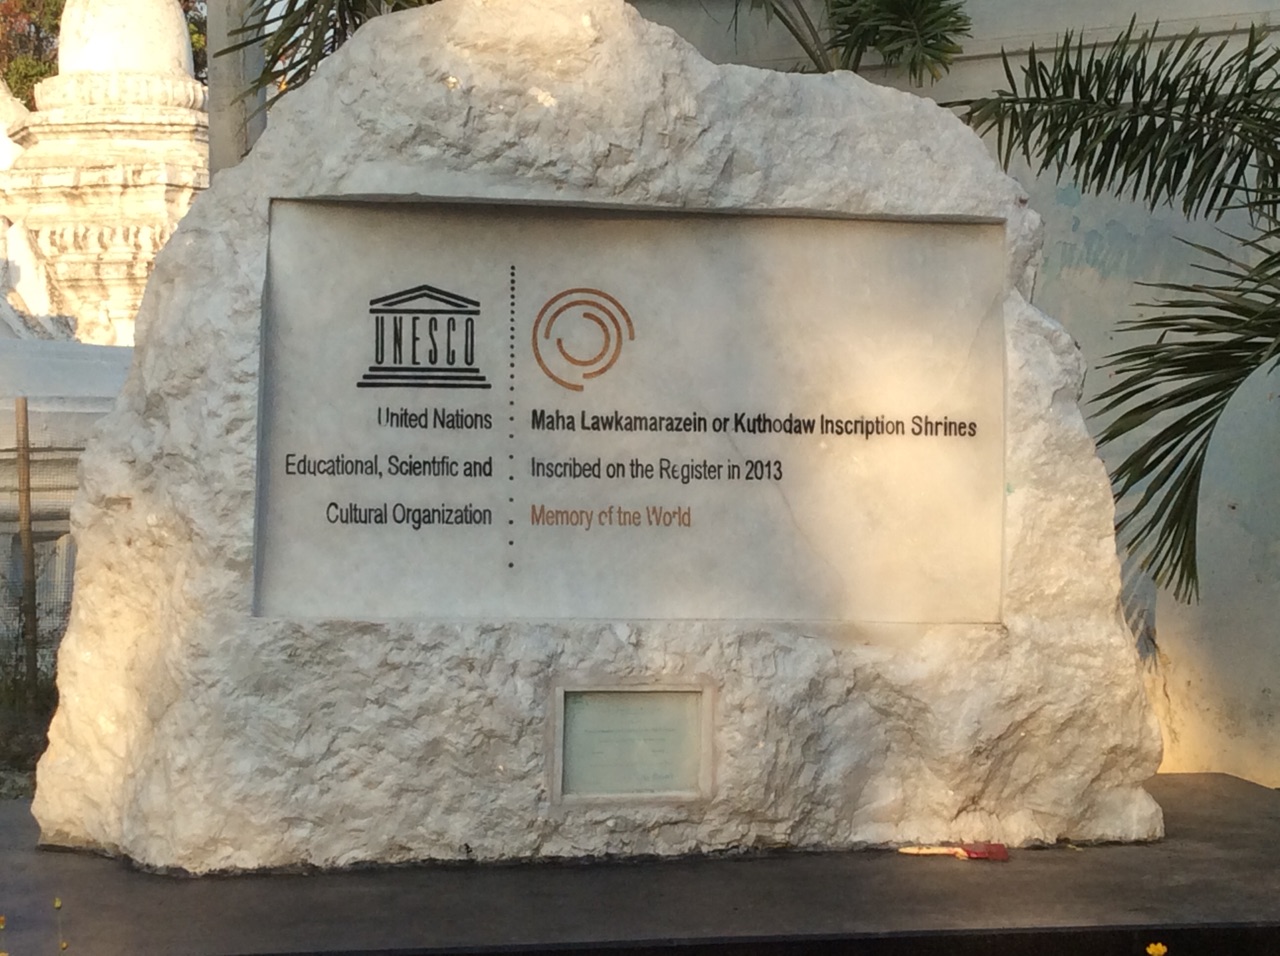 UNESCO
United Nations
Educational, Scientific and
Cultural Organization
Maha Lawkamarazein or Kuthodaw Inscription Shrines
Inscribed on the Register in 2013
Memory of the World